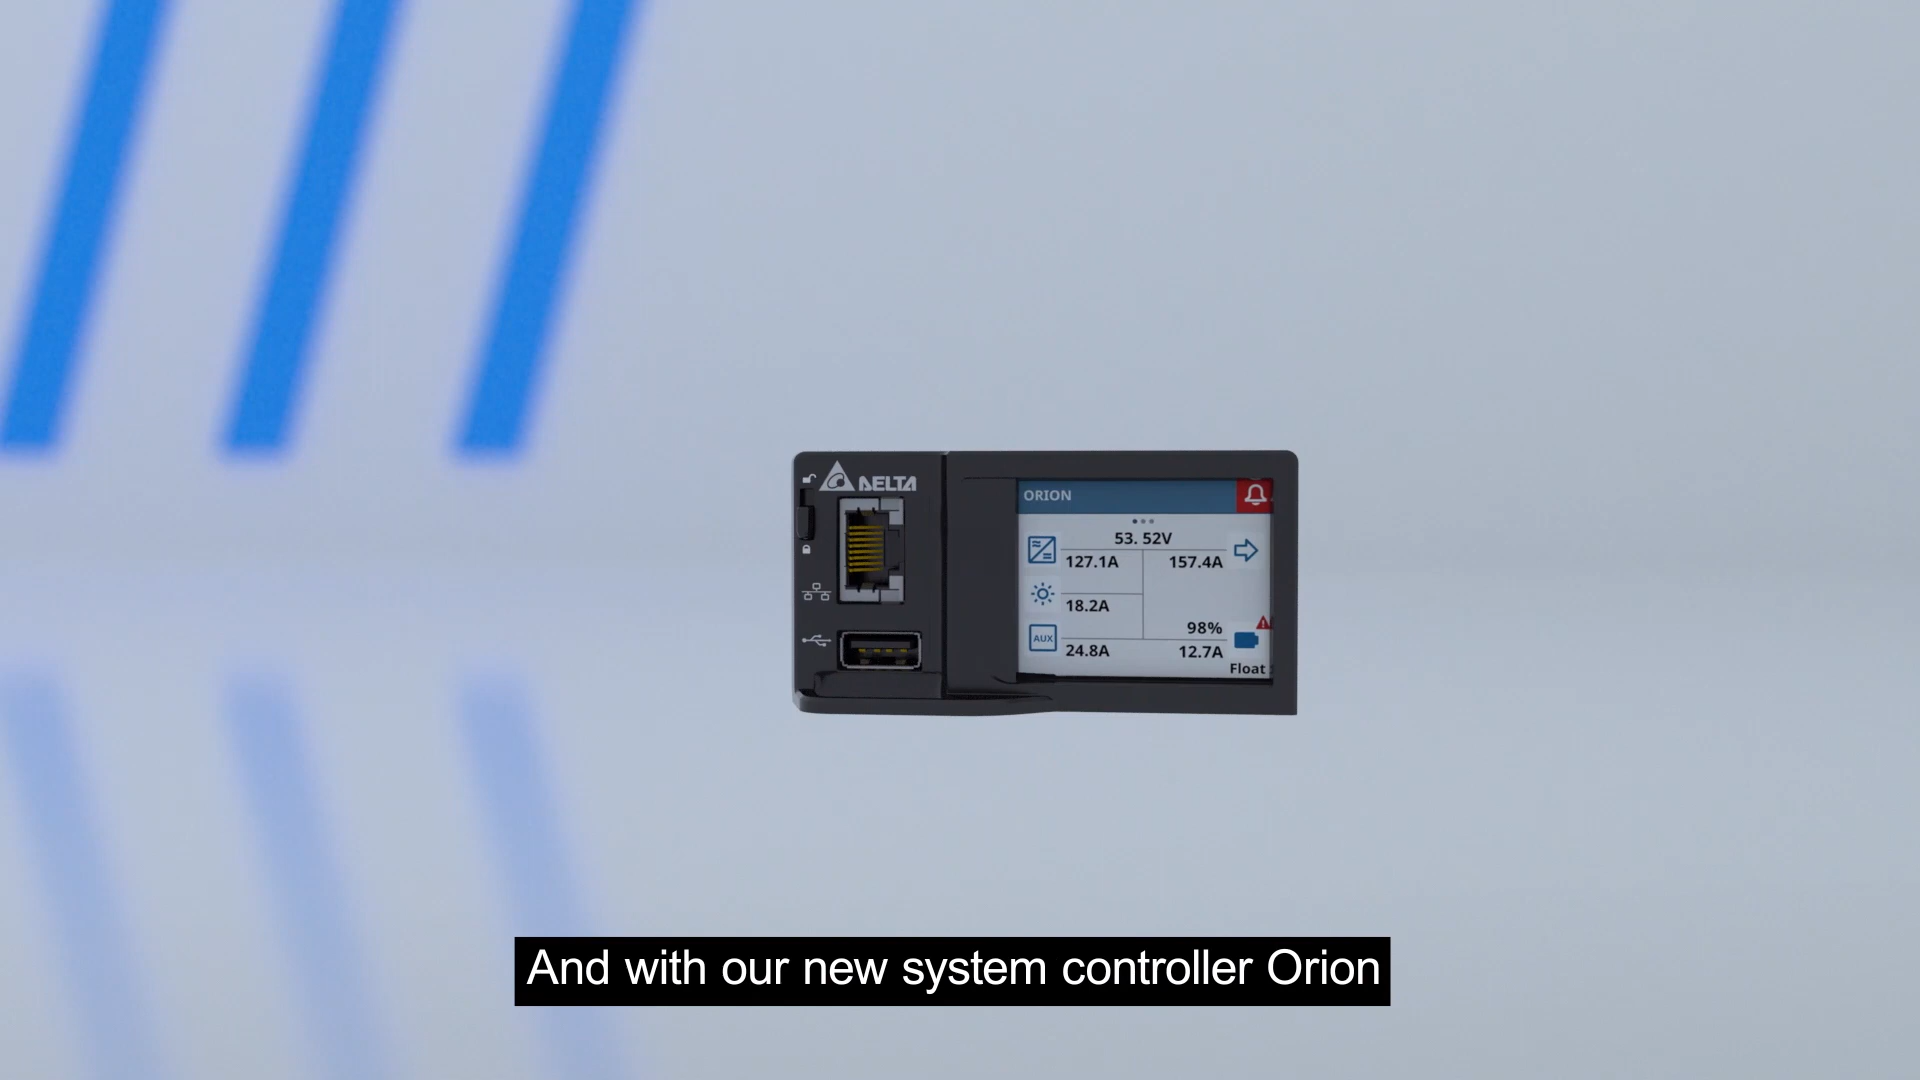 DELTA
ORION
53. 52V
127.1A
157.4A
18.2A
98%
AUX
24.8A
12.7A
Float
And with our new system controller Orion